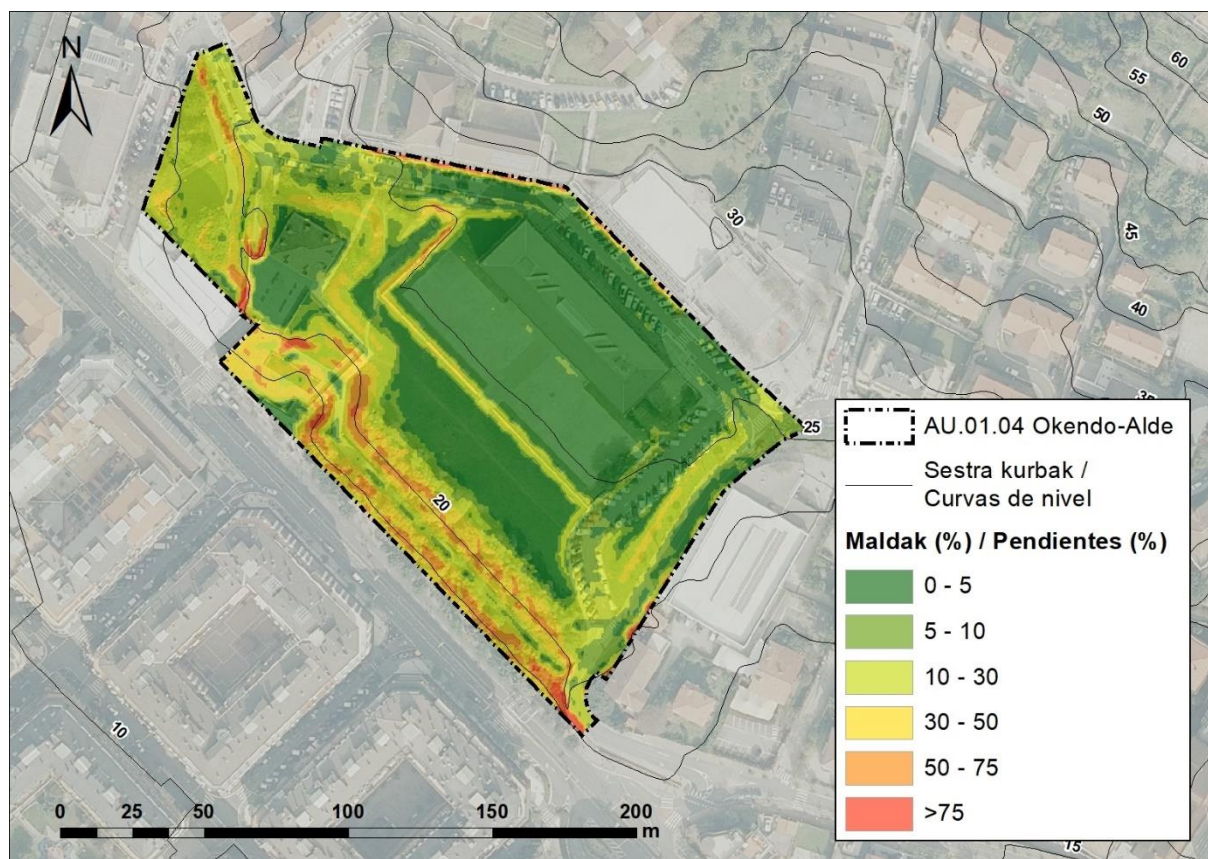 N
60
55
50
45
30
40
35
25
20
10
15
AU.01.04 Okendo-Alde
Sestra kurbak /
Curvas de nivel
Maldak (%) / Pendientes (%)
0 - 5
5 - 10
10 - 30
30 - 50
50 - 75
>75
0 25 50 100 150 200
m